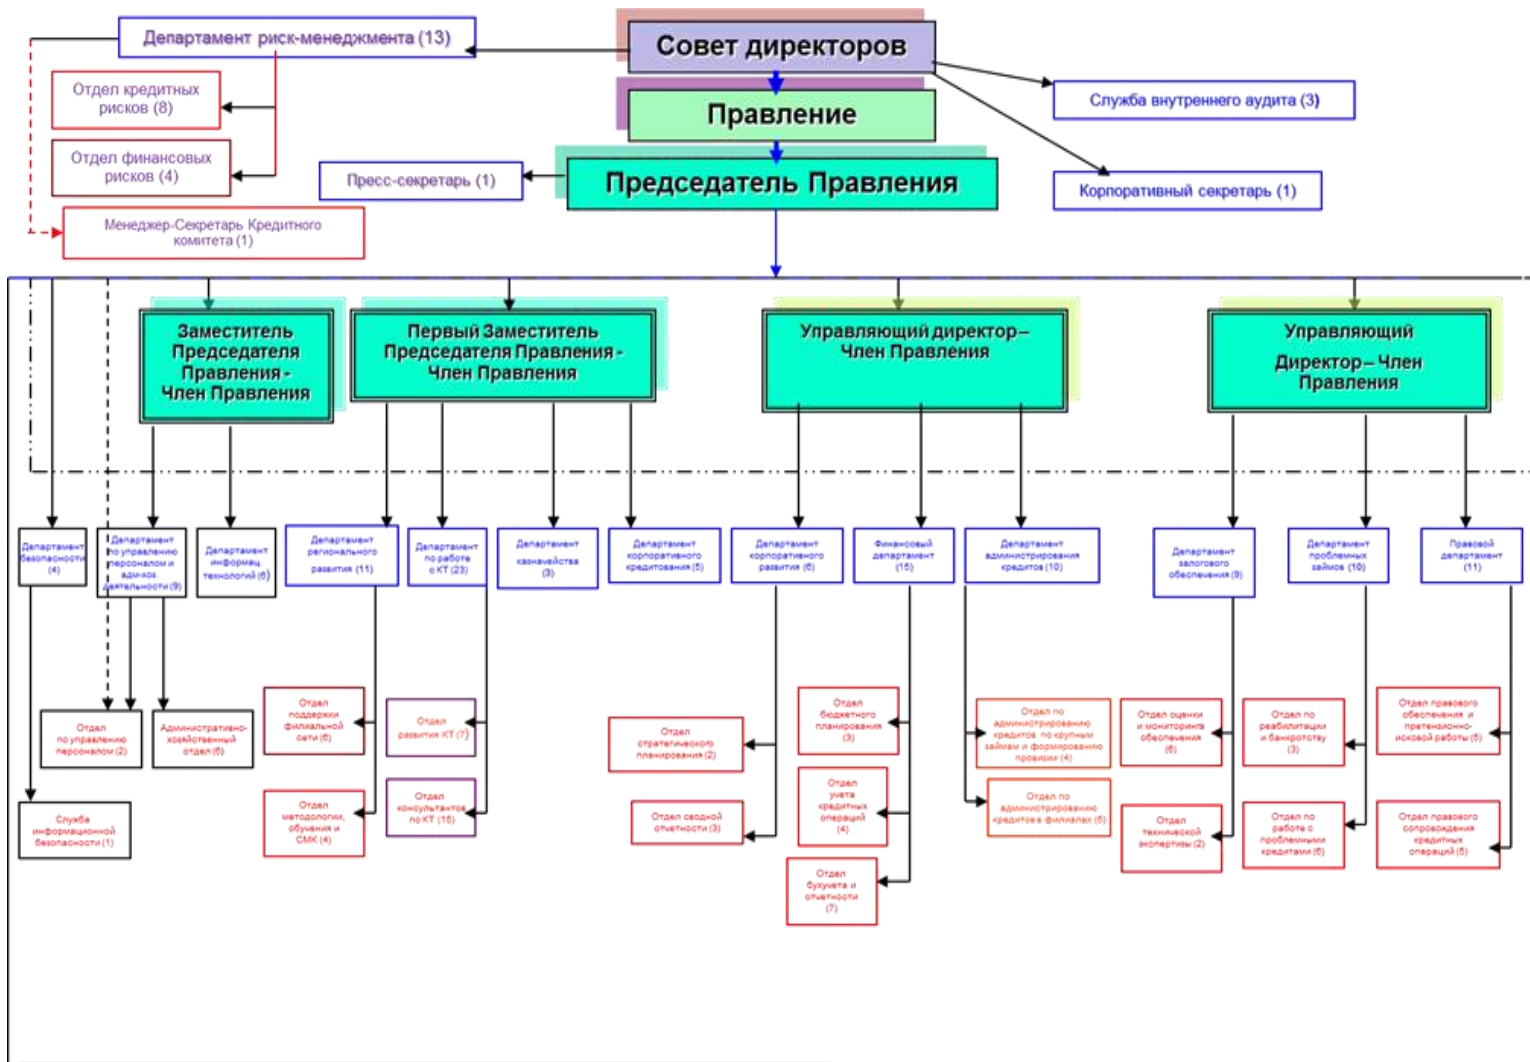 Департамент риск-менеджмента (13)
Совет директоров
Отдел кредитных
рисков (8)
Служба внутреннего аудита (3)
Правление
Отдел финансовых
рисков (4)
Пресс-секретарь (1)
Председатель Правления
Корпоративный секретарь (1)
Менеджер-Секретарь Кредитного
комитета (1)
Заместитель
Председателя
Правления -
Член Правления
Первый Заместитель
Председателя Правления -
Член Правления
Управляющий директор –
Член Правления
Управляющий
Директор – Член
Правления
Департамент
безопасности
(4)
Департамент
по управлению
персоналом и
адм-хоз.
деятельности (9)
Департамент
информац.
технологий (6)
Департамент
регионального
развития (11)
Департамент
по работе
с КТ (23)
Департамент
казначейства
(3)
Департамент
корпоративного
кредитования (5)
Департамент
корпоративного
развития (6)
Финансовый
департамент
(15)
Департамент
администрирования
кредитов (10)
Департамент
залогового
обеспечения (9)
Департамент
проблемных
займов (10)
Правовой
департамент
(11)
Отдел
по управлению
персоналом (2)
Административно-
хозяйственный
отдел (6)
Отдел
поддержки
филиальной
сети (6)
Отдел
развития КТ (7)
Отдел
стратегического
планирования (2)
Отдел
бюджетного
планирования
(3)
Отдел по
администрированию
кредитов по крупным
займам и формированию
провизии (4)
Отдел оценки
и мониторинга
обеспечения
(6)
Отдел по
реабилитации
и банкротству
(3)
Отдел правового
обеспечения и
претензионно-
исковой работы (5)
Служба
информационной
безопасности (1)
Отдел
методологии,
обучения и
СМК (4)
Отдел
консультантов
по КТ (15)
Отдел сводной
отчетности (3)
Отдел
учета
кредитных
операций
(4)
Отдел по
администрированию
кредитов в филиалах (5)
Отдел
технической
экспертизы (2)
Отдел по
работе с
проблемными
кредитами (6)
Отдел правового
сопровождения
кредитных
операций (5)
Отдел
бухучета и
отчетности
(7)